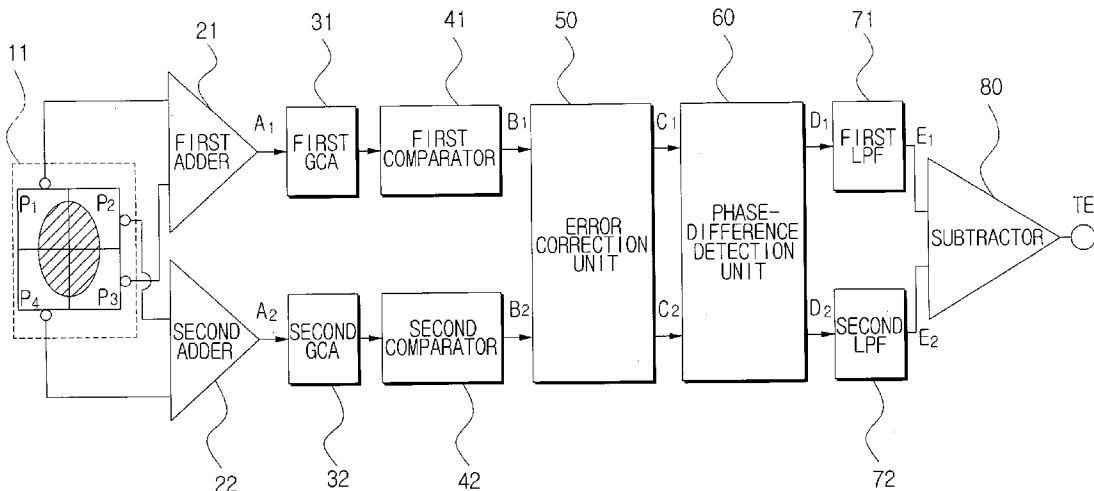 11
21
31
41
50
60
71
80
P1
P2
P4
P3
FIRST
ADDER
A1
FIRST
GCA
FIRST
COMPARATOR
B1
ERROR
CORRECTION
UNIT
C1
PHASE-
DIFFERENCE
DETECTION
UNIT
D1
FIRST
LPF
E1
SUBTRACTOR
TE
SECOND
ADDER
A2
SECOND
GCA
SECOND
COMPARATOR
B2
C2
D2
SECOND
LPF
E2
22
32
42
72